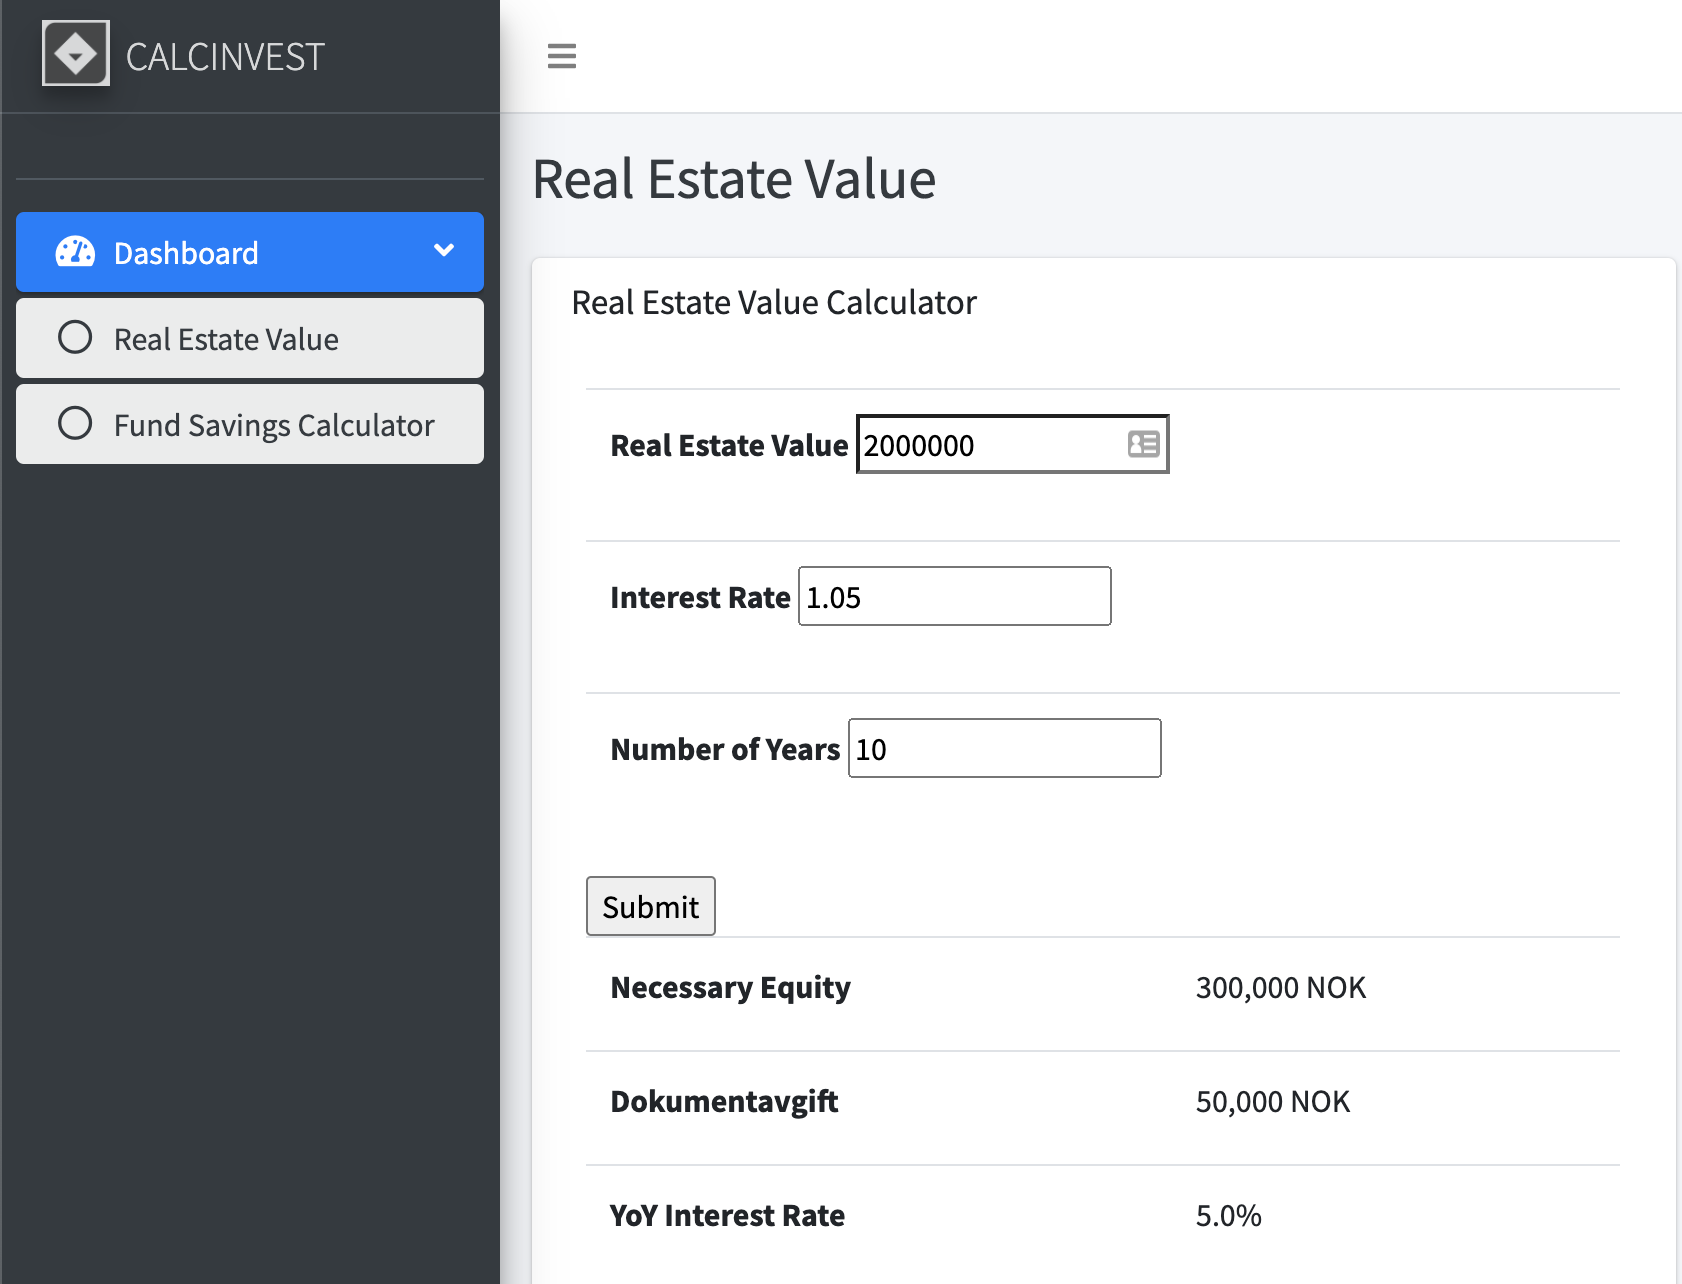 CALCINVEST
Dashboard
Real Estate Value
Fund Savings Calculator
Real Estate Value
Real Estate Value Calculator
Real Estate Value 2000000
Interest Rate 1.05
Number of Years 10
Submit
Necessary Equity 300,000 NOK
Dokumentavgift 50,000 NOK
YoY Interest Rate 5.0%